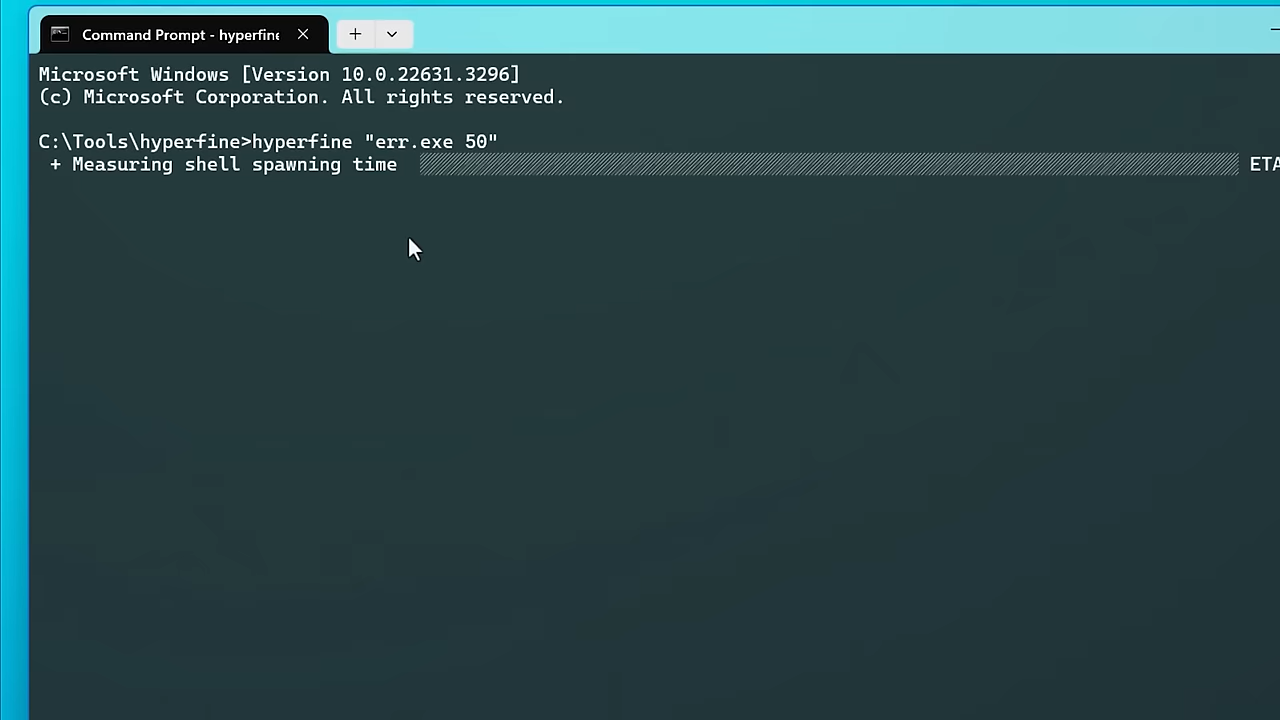 Command Prompt - hyperfine
Microsoft Windows [Version 10.0.22631.3296]
(c) Microsoft Corporation. All rights reserved.
C:\Tools\hyperfine>hyperfine "err.exe 50"
+ Measuring shell spawning time ETA